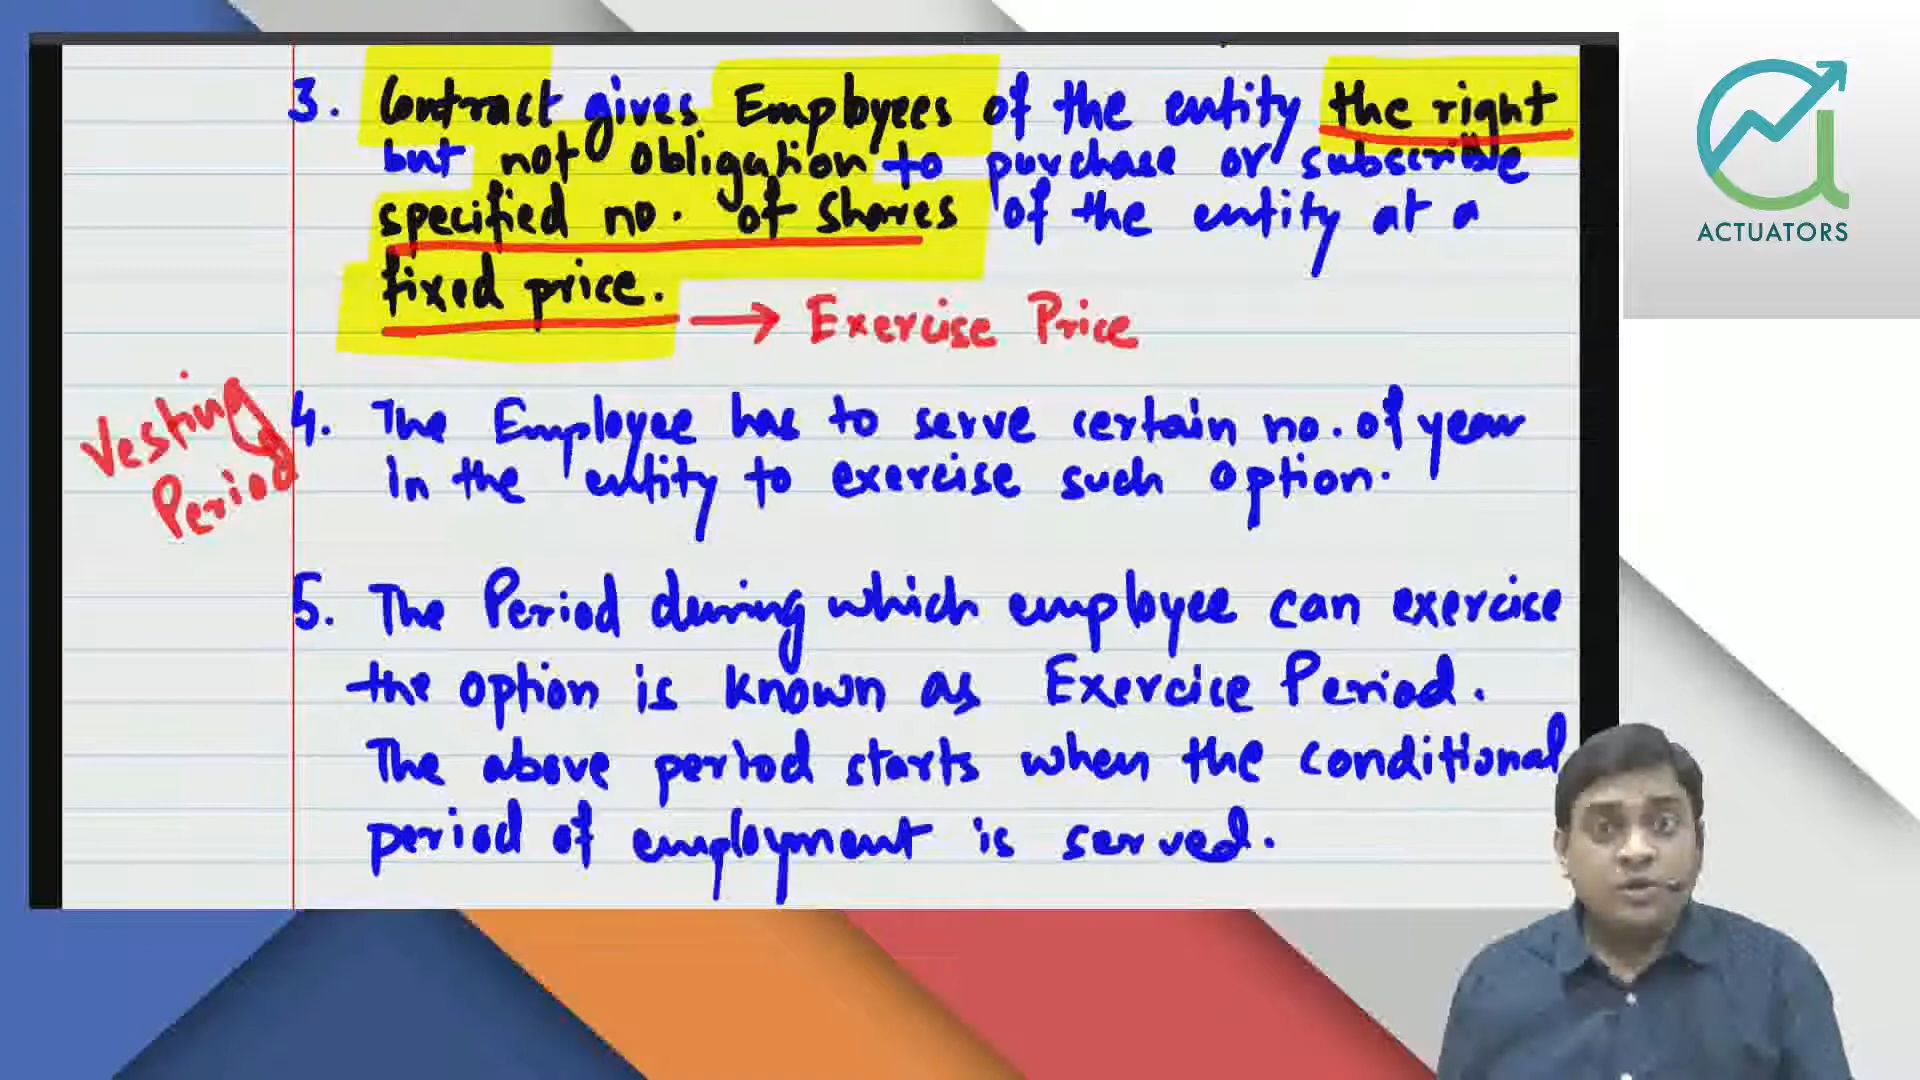 3. Contract gives Employees of the entity the right
but not obligation to purchase or subscribe
specified no. of shares of the entity at a
fixed price. → Exercise Price
Vesting
Period
4. The Employee has to serve certain no. of year
in the entity to exercise such option.
5. The Period during which employee can exercise
the option is known as Exercise Period.
The above period starts when the conditional
period of employment is served.
ACTUATORS